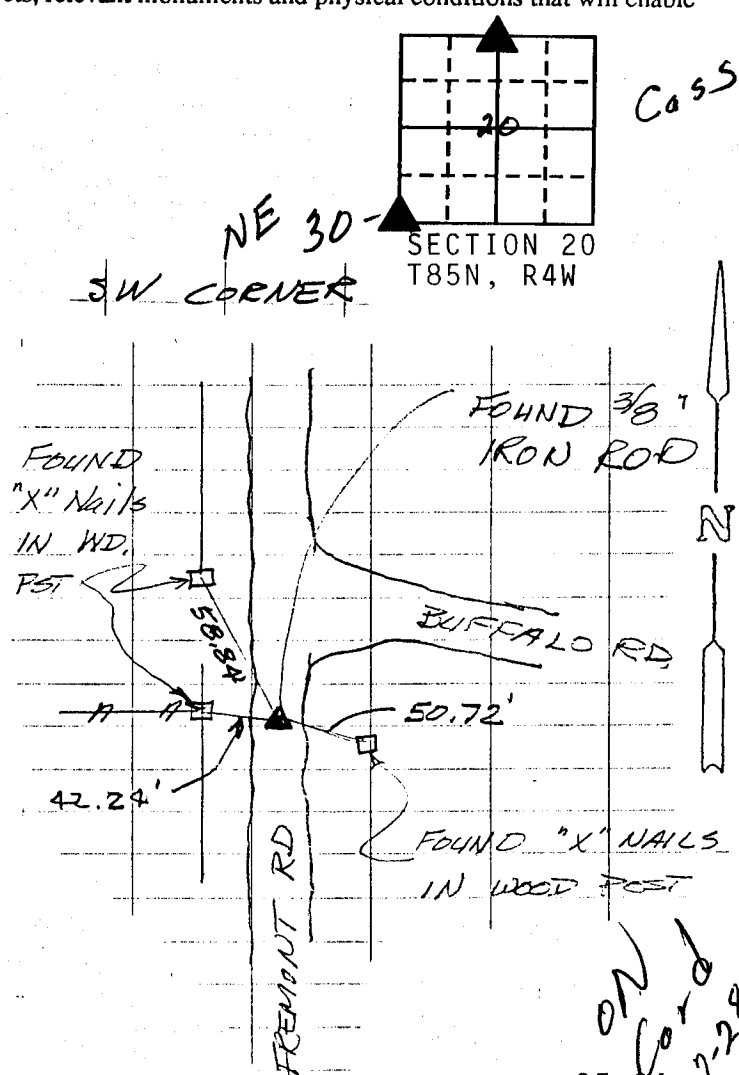 relevant monuments and physical conditions that will enable
Cass
20
NE 30-
SECTION 20
T85N, R4W
SW CORNER
FOUND 3/8"
IRON ROD
FOUND
"X" Nails
IN WD.
PST
N
58.84
BUFFALO RD.
50.72'
42.24'
FOUND "X" NAILS
IN WOOD POST
FREMONT RD
ON
Card